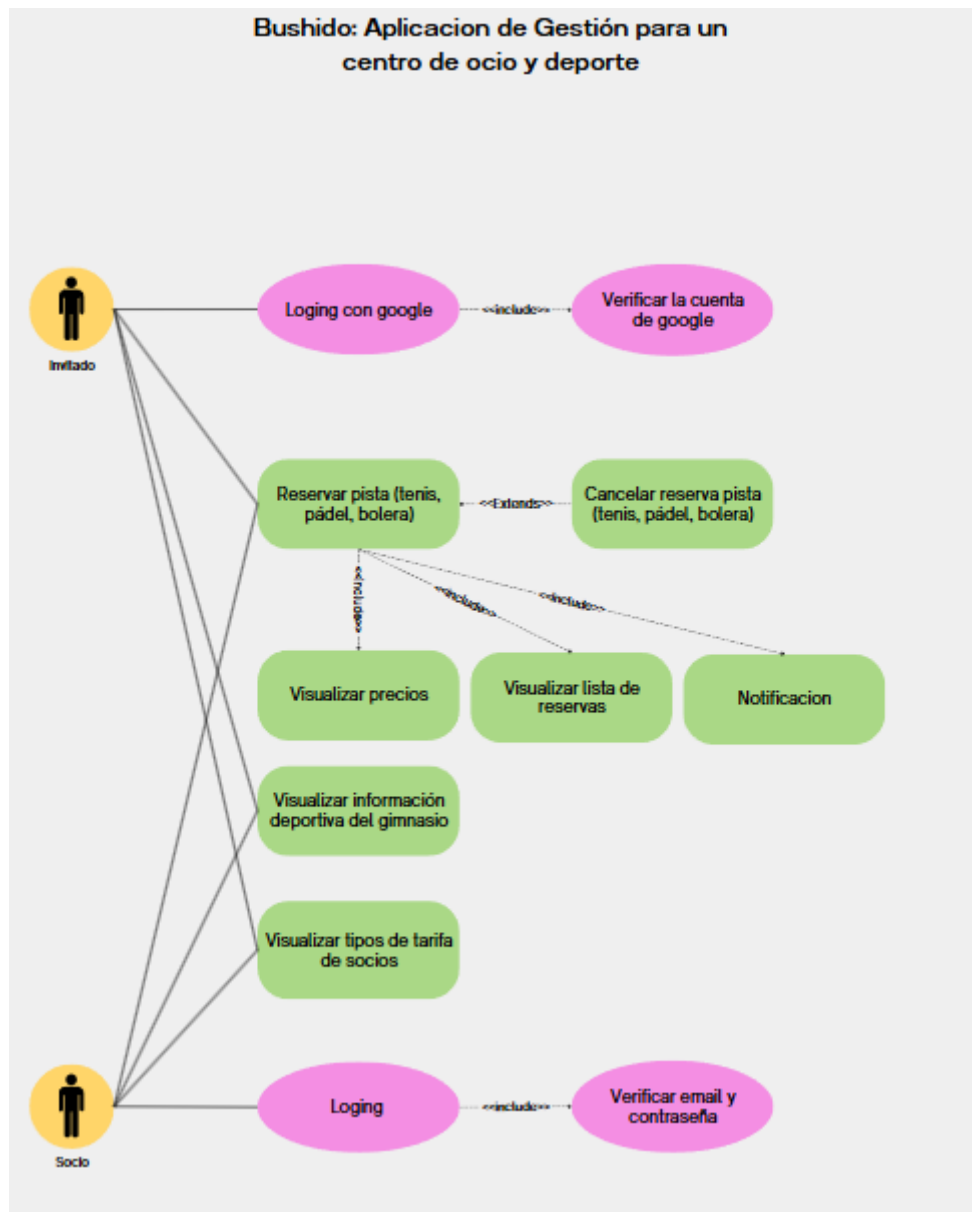 Bushido: Aplicacion de Gestión para un
centro de ocio y deporte
Invitado
Loging con google
<<include>>
Verificar la cuenta
de google
Reservar pista (tenis,
pádel, bolera)
<<Extends>>
Cancelar reserva pista
(tenis, pádel, bolera)
<<include>>
<<include>>
<<include>>
Visualizar precios
Visualizar lista de
reservas
Notificacion
Visualizar información
deportiva del gimnasio
Visualizar tipos de tarifa
de socios
Socio
Loging
<<include>>
Verificar email y
contraseña